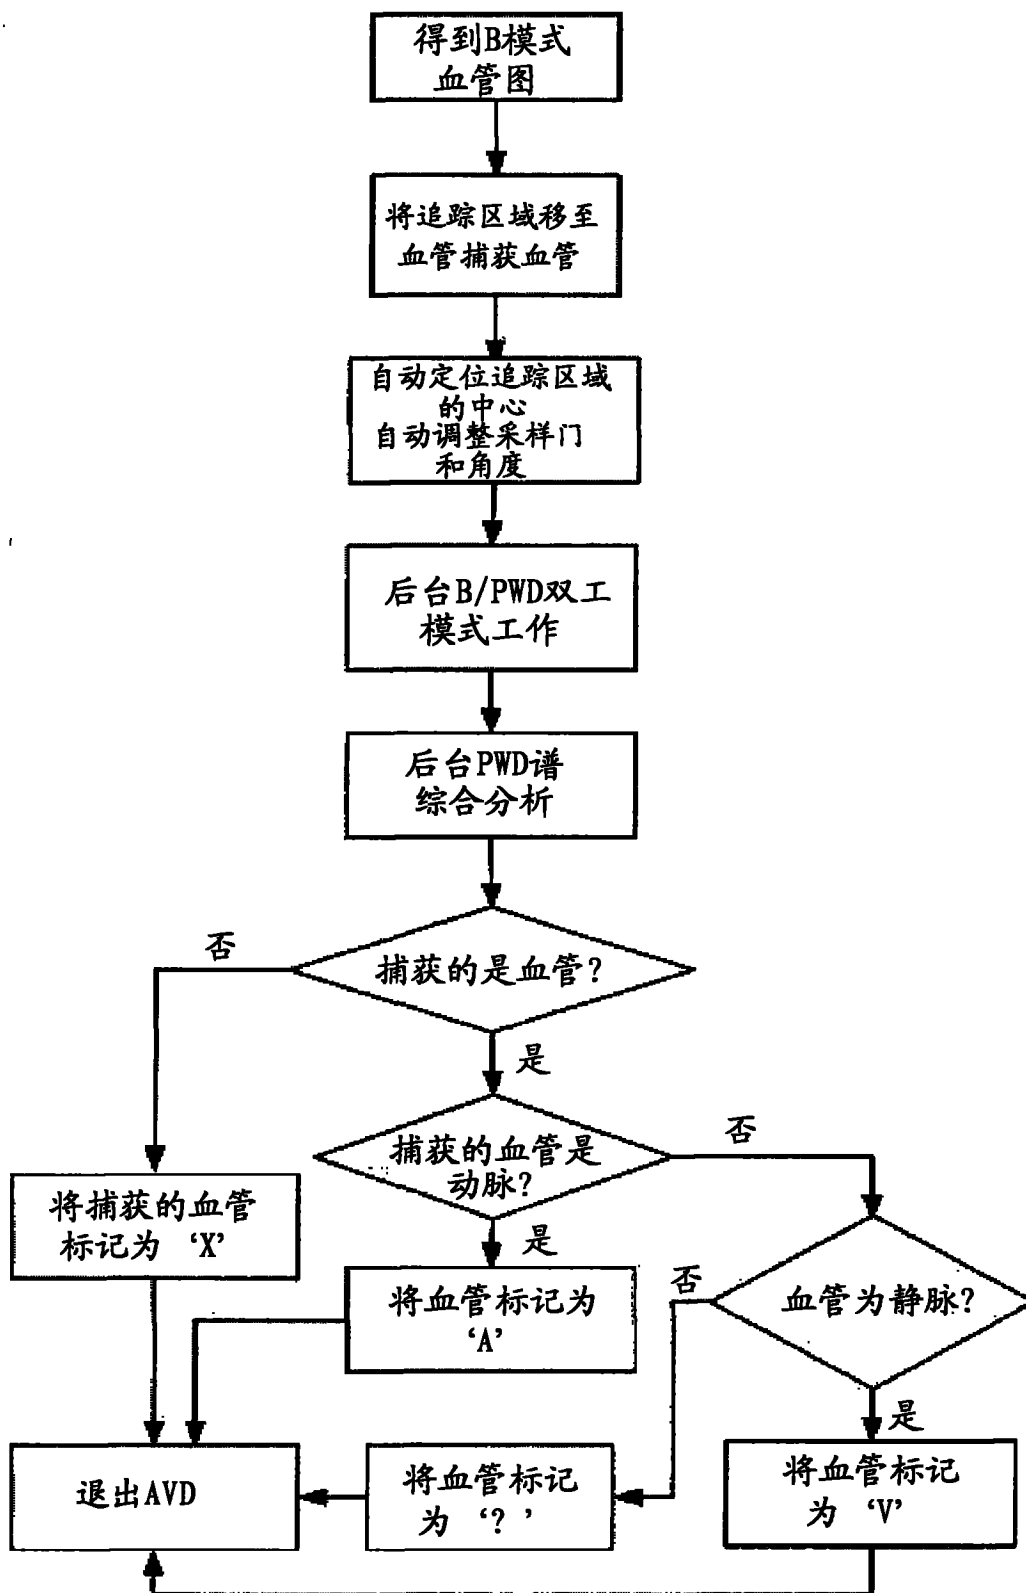 得到B模式
血管图
将追踪区域移至
血管捕获血管
自动定位追踪区域
的中心
自动调整采样门
和角度
后台B/PWD双工
模式工作
后台PWD谱
综合分析
否
捕获的是血管?
是
否
捕获的血管是
动脉?
将捕获的血管
标记为 ‘X’
是
否
将血管标记为
‘A’
血管为静脉?
是
退出AVD
将血管标记
为 ‘? ’
将血管标记
为 ‘V’